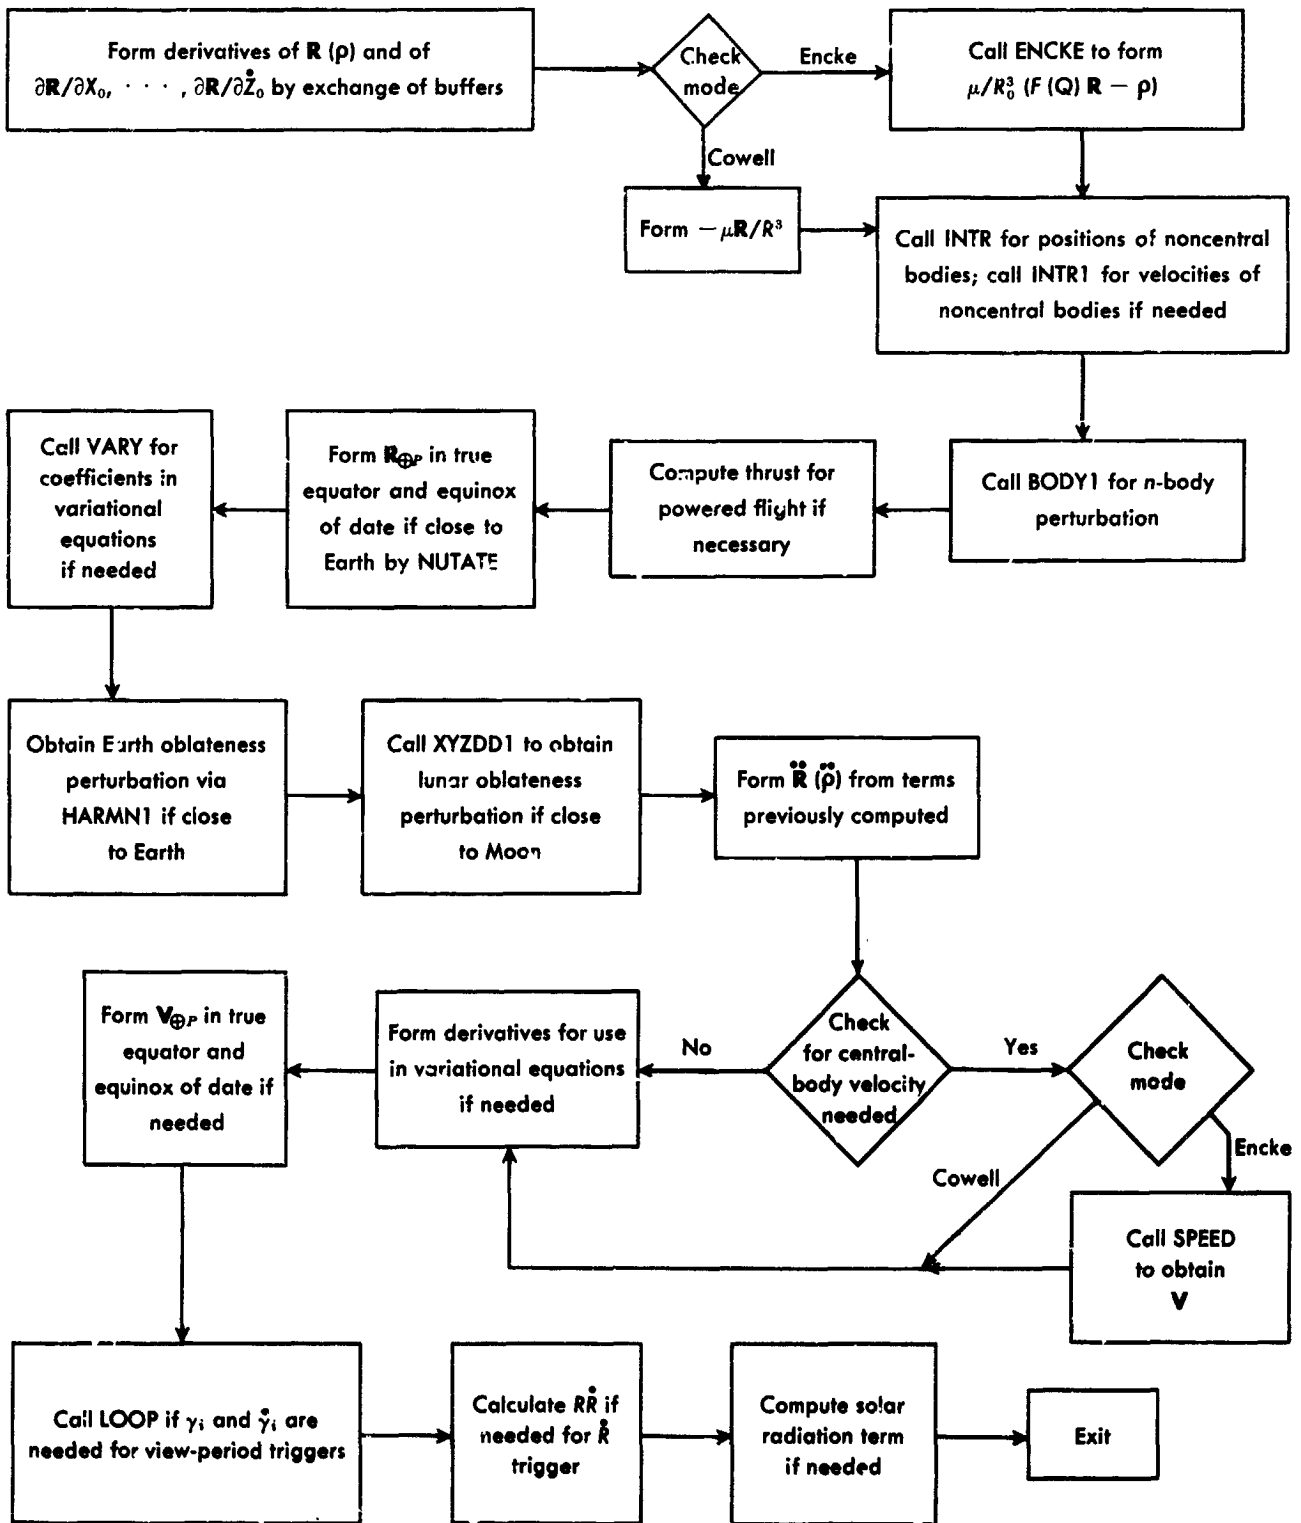 Form derivatives of R (ρ) and of
∂R/∂X₀, · · · , ∂R/∂Ż₀ by exchange of buffers
Check
mode
Encke
Call ENCKE to form
μ/R₀³ (F (Q) R − ρ)
Cowell
Form −μR/R³
Call INTR for positions of noncentral
bodies; call INTR1 for velocities of
noncentral bodies if needed
Call VARY for
coefficients in
variational
equations
if needed
Form R⊕P in true
equator and equinox
of date if close to
Earth by NUTATE
Compute thrust for
powered flight if
necessary
Call BODY1 for n-body
perturbation
Obtain Earth oblateness
perturbation via
HARMN1 if close
to Earth
Call XYZDD1 to obtain
lunar oblateness
perturbation if close
to Moon
Form R̈ (ρ̈) from terms
previously computed
Form V⊕P in true
equator and
equinox of date if
needed
Form derivatives for use
in variational equations
if needed
No
Check
for central-
body velocity
needed
Yes
Check
mode
Encke
Cowell
Call SPEED
to obtain
V
Call LOOP if γᵢ and γ̇ᵢ are
needed for view-period triggers
Calculate RṘ if
needed for Ṙ
trigger
Compute solar
radiation term
if needed
Exit